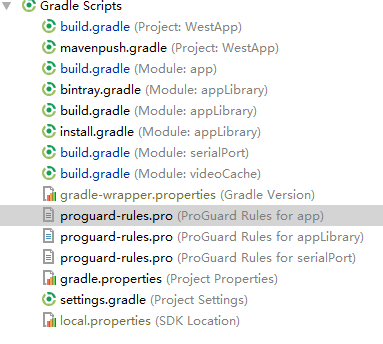 Gradle Scripts
build.gradle (Project: WestApp)
mavenpush.gradle (Project: WestApp)
build.gradle (Module: app)
bintray.gradle (Module: appLibrary)
build.gradle (Module: appLibrary)
install.gradle (Module: appLibrary)
build.gradle (Module: serialPort)
build.gradle (Module: videoCache)
gradle-wrapper.properties (Gradle Version)
proguard-rules.pro (ProGuard Rules for app)
proguard-rules.pro (ProGuard Rules for appLibrary)
proguard-rules.pro (ProGuard Rules for serialPort)
gradle.properties (Project Properties)
settings.gradle (Project Settings)
local.properties (SDK Location)